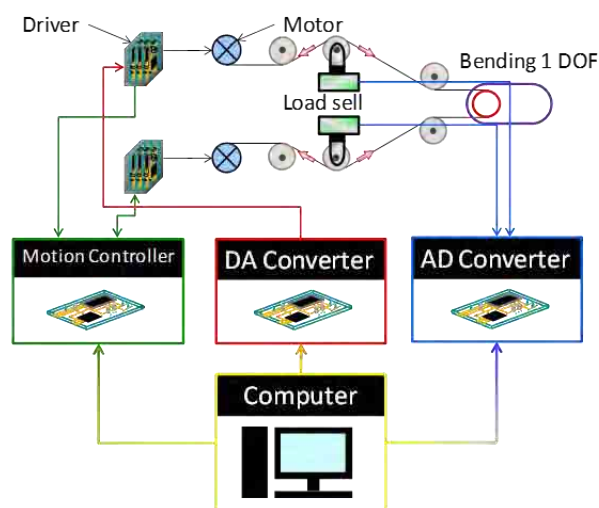 Driver
Motor
Bending 1 DOF
Load sell
Motion Controller
DA Converter
AD Converter
Computer